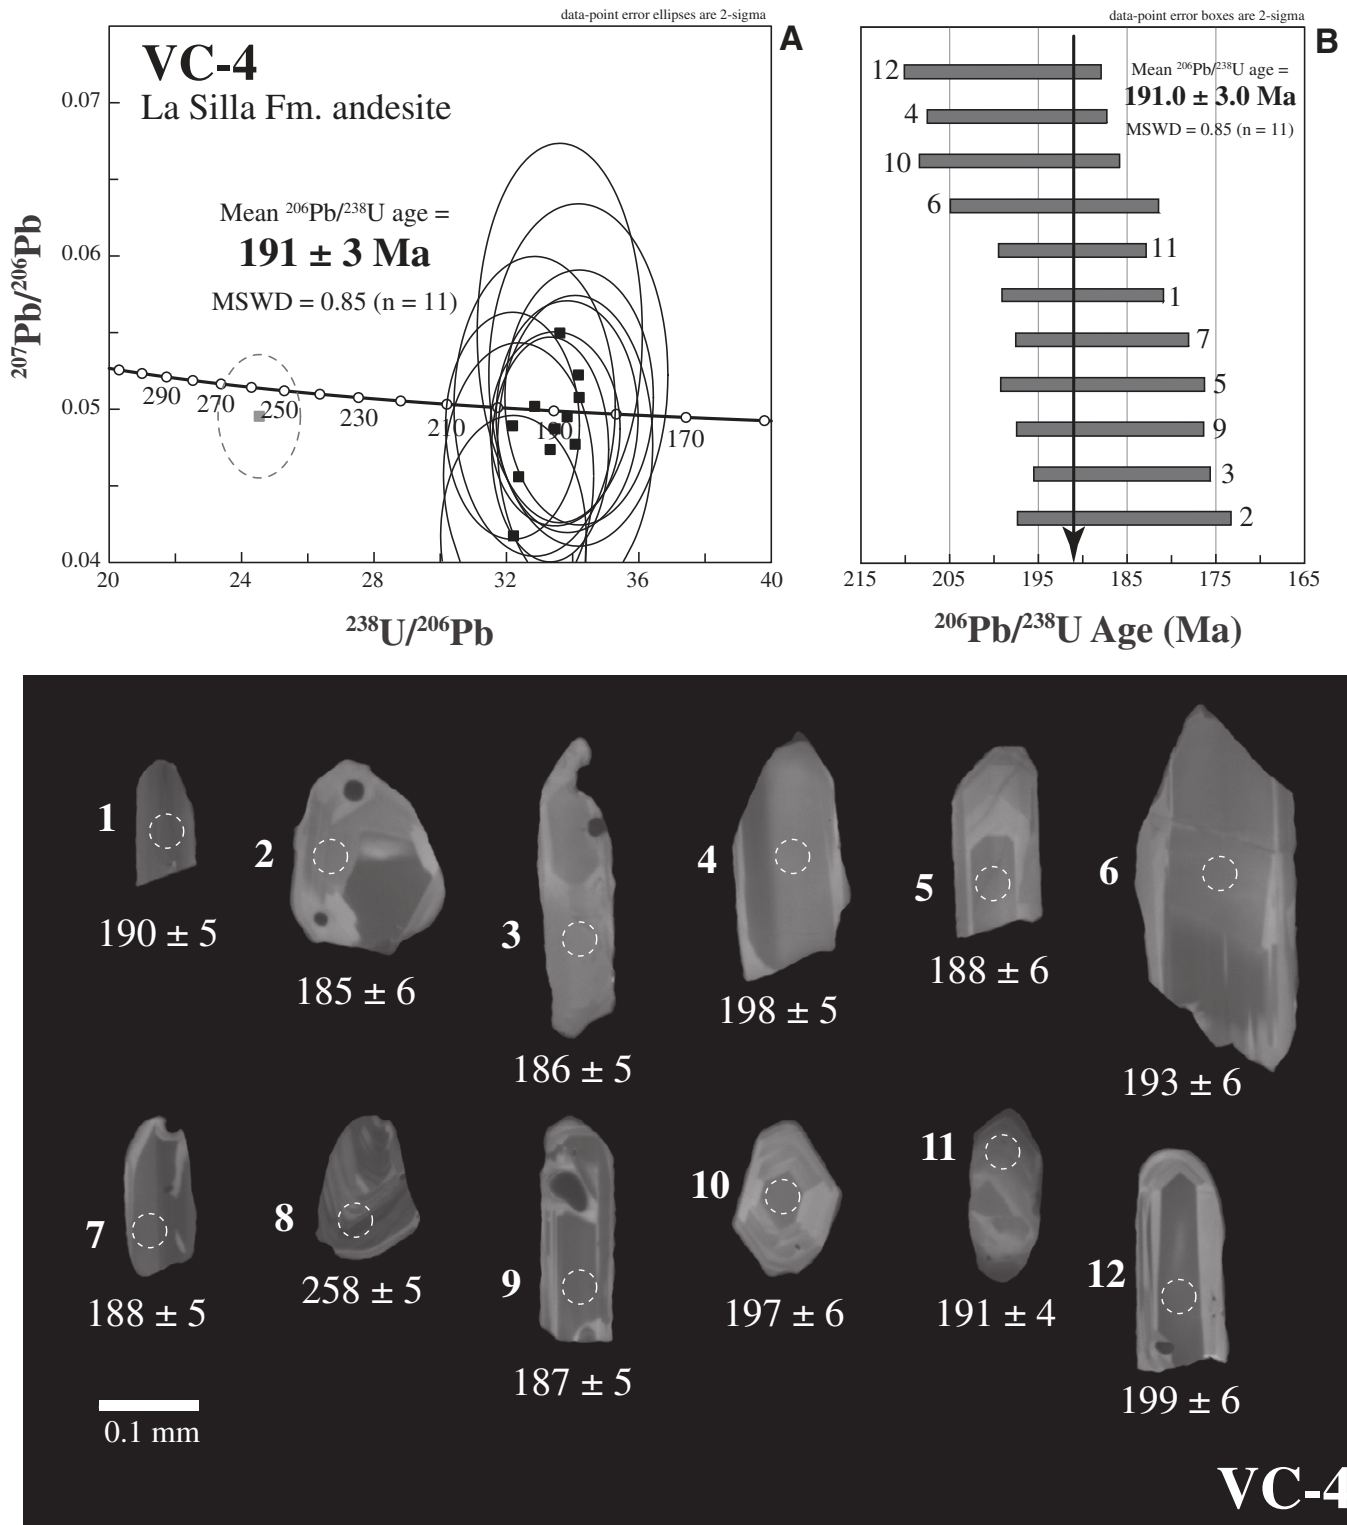 data-point error ellipses are 2-sigma
A
VC-4
La Silla Fm. andesite
Mean ²⁰⁶Pb/²³⁸U age =
191 ± 3 Ma
MSWD = 0.85 (n = 11)
0.07
0.06
0.05
0.04
²⁰⁷Pb/²⁰⁶Pb
290
270
250
230
210
190
170
20
24
28
32
36
40
²³⁸U/²⁰⁶Pb
data-point error boxes are 2-sigma
B
Mean ²⁰⁶Pb/²³⁸U age =
191.0 ± 3.0 Ma
MSWD = 0.85 (n = 11)
12
4
10
6
11
1
7
5
9
3
2
215
205
195
185
175
165
²⁰⁶Pb/²³⁸U Age (Ma)
1
190 ± 5
2
185 ± 6
3
186 ± 5
4
198 ± 5
5
188 ± 6
6
193 ± 6
7
188 ± 5
8
258 ± 5
9
187 ± 5
10
197 ± 6
11
191 ± 4
12
199 ± 6
0.1 mm
VC-4